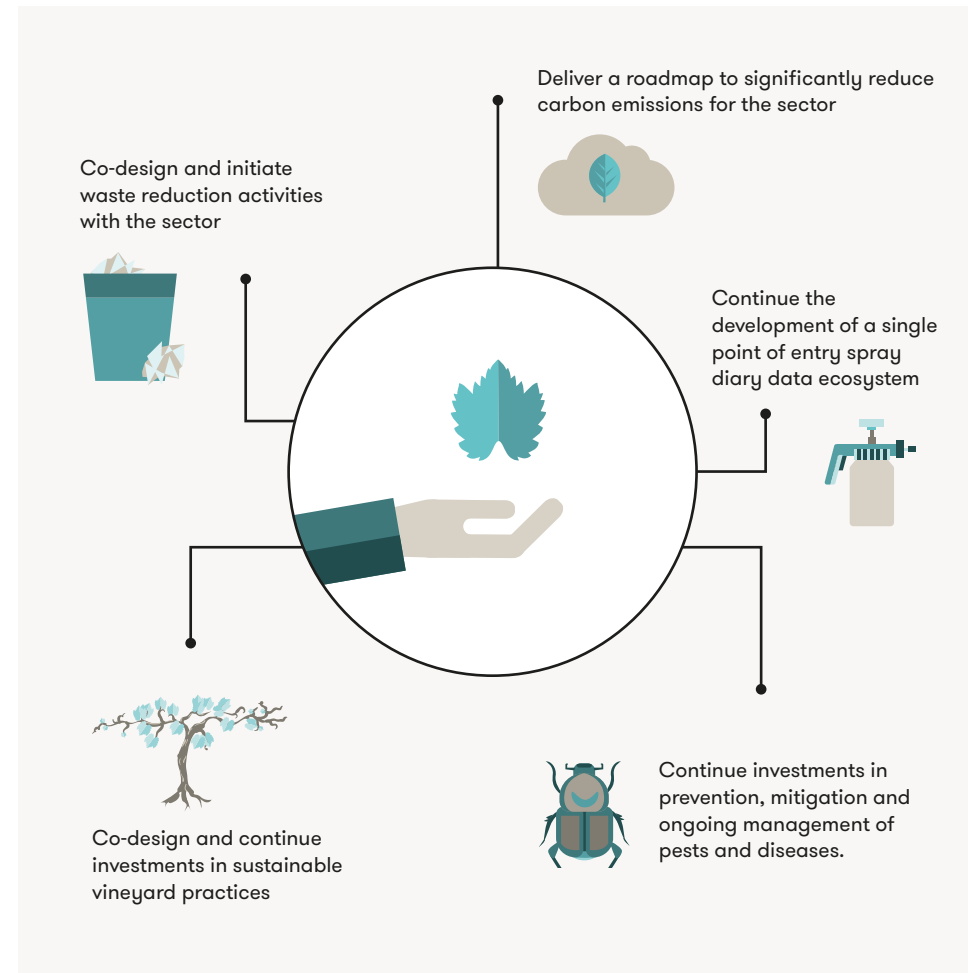 Deliver a roadmap to significantly reduce
carbon emissions for the sector
Co-design and initiate
waste reduction activities
with the sector
Continue the
development of a single
point of entry spray
diary data ecosystem
Co-design and continue
investments in sustainable
vineyard practices
Continue investments in
prevention, mitigation and
ongoing management of
pests and diseases.